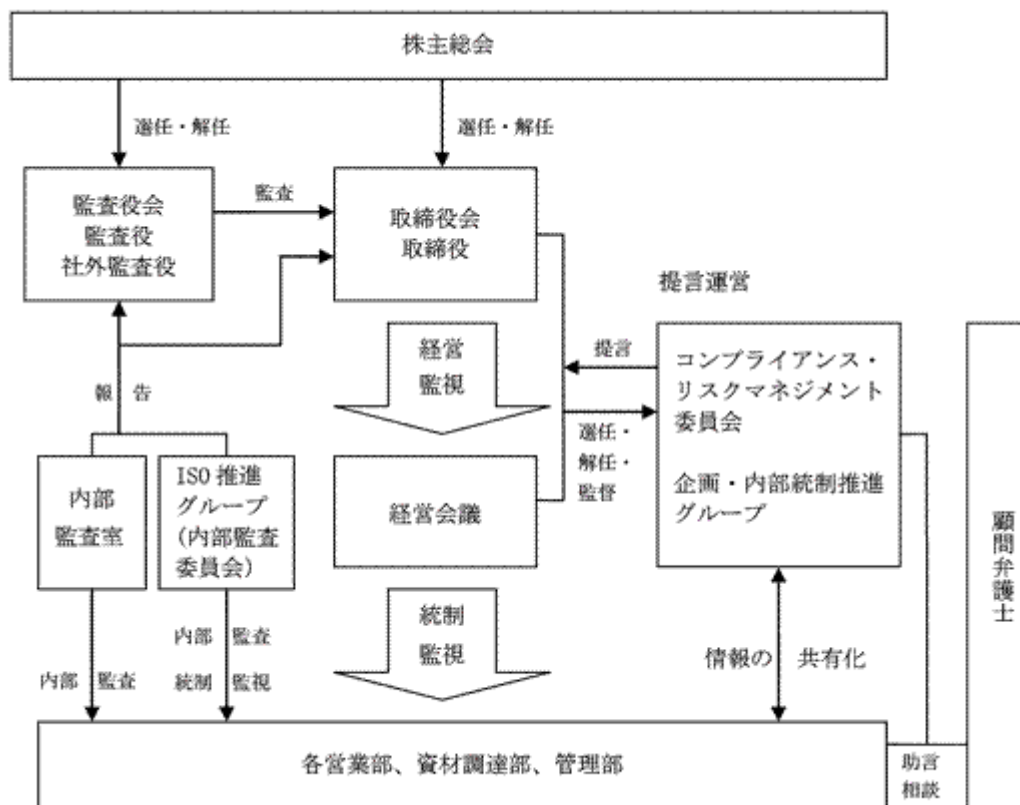 株主総会
選任・解任
選任・解任
監査役会
監査役
社外監査役
監査
取締役会
取締役
提言運営
経営
監視
提言
コンプライアンス・
リスクマネジメント
委員会
企画・内部統制推進
グループ
報告
選任・
解任・
監督
内部
監査室
ISO 推進
グループ
(内部監査
委員会)
経営会議
顧問弁護士
統制
監視
内部 監査
内部 監査
統制 監視
情報の 共有化
各営業部、資材調達部、管理部
助言
相談